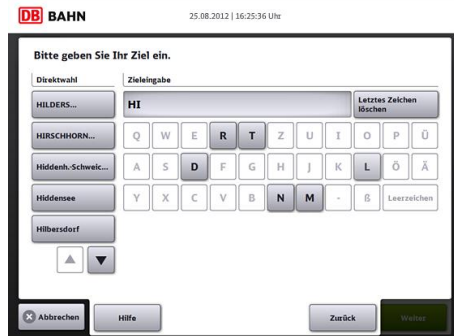 DB BAHN
25.08.2012 | 16:25:36 Uhr
Bitte geben Sie Ihr Ziel ein.
Direktwahl Zieleingabe
HILDERS... HI Letztes Zeichen
löschen
HIRSCHHORN... Q W E R T Z U I O P Ü
Hiddenh.-Schweic... A S D F G H J K L Ö Ä
Hiddensee Y X C V B N M - ß Leerzeichen
Hilbersdorf
Abbrechen Hilfe Zurück Weiter